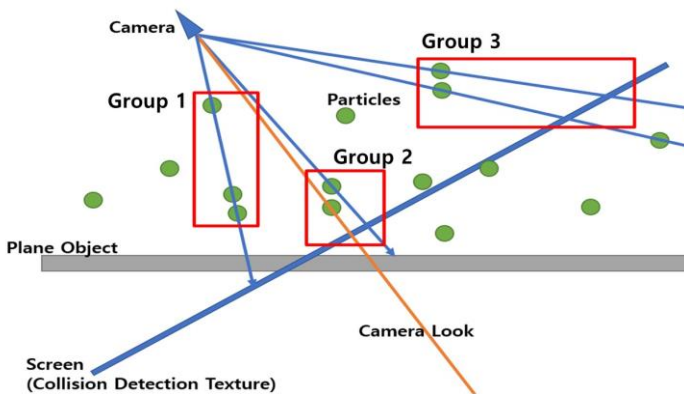 Camera
Group 3
Group 1
Particles
Group 2
Plane Object
Camera Look
Screen
(Collision Detection Texture)